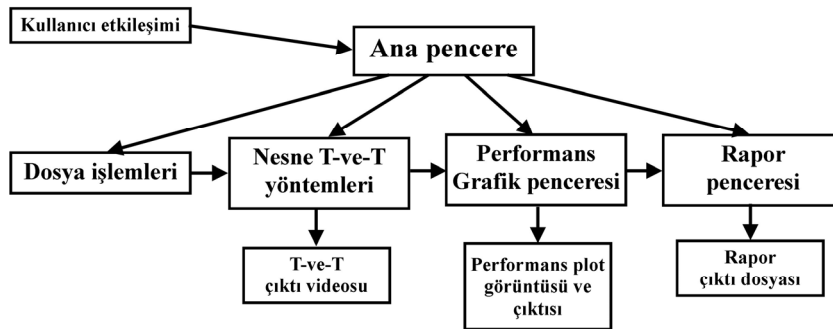 Kullanıcı etkileşimi
Ana pencere
Dosya işlemleri
Nesne T-ve-T
yöntemleri
Performans
Grafik penceresi
Rapor
penceresi
T-ve-T
çıktı videosu
Performans plot
görüntüsü ve
çıktısı
Rapor
çıktı dosyası